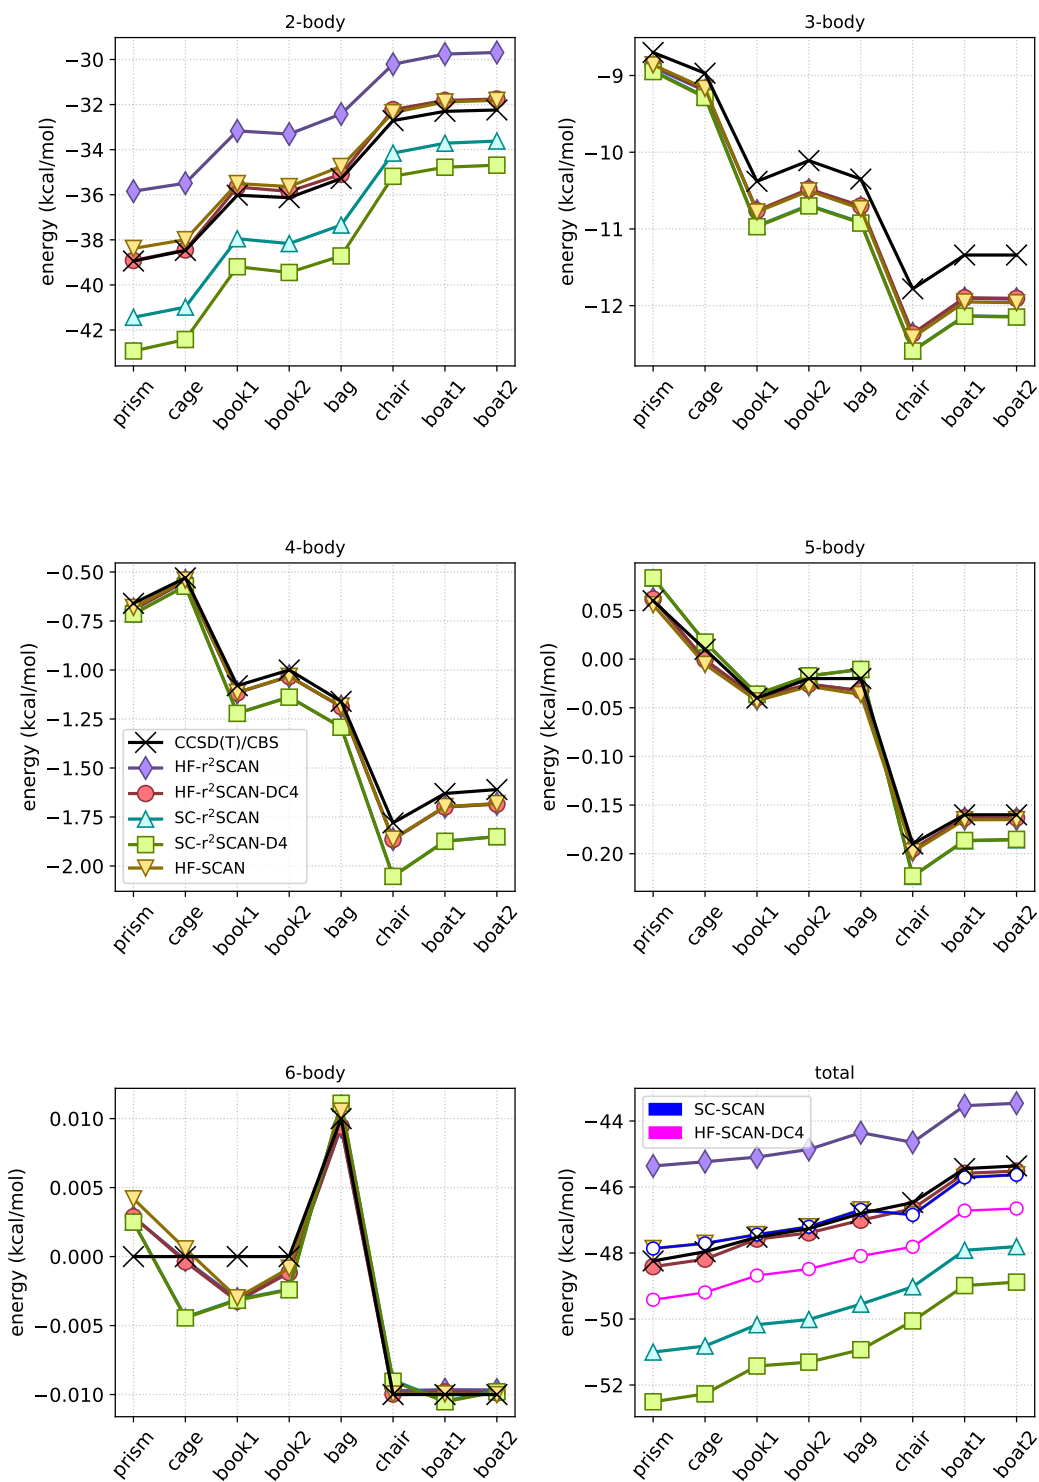 2-body
energy (kcal/mol)
−30
−32
−34
−36
−38
−40
−42
prism
cage
book1
book2
bag
chair
boat1
boat2
3-body
energy (kcal/mol)
−9
−10
−11
−12
prism
cage
book1
book2
bag
chair
boat1
boat2
4-body
energy (kcal/mol)
−0.50
−0.75
−1.00
−1.25
−1.50
−1.75
−2.00
CCSD(T)/CBS
HF-r²SCAN
HF-r²SCAN-DC4
SC-r²SCAN
SC-r²SCAN-D4
HF-SCAN
prism
cage
book1
book2
bag
chair
boat1
boat2
5-body
energy (kcal/mol)
0.05
0.00
−0.05
−0.10
−0.15
−0.20
prism
cage
book1
book2
bag
chair
boat1
boat2
6-body
energy (kcal/mol)
0.010
0.005
0.000
−0.005
−0.010
prism
cage
book1
book2
bag
chair
boat1
boat2
total
energy (kcal/mol)
−44
−46
−48
−50
−52
SC-SCAN
HF-SCAN-DC4
prism
cage
book1
book2
bag
chair
boat1
boat2